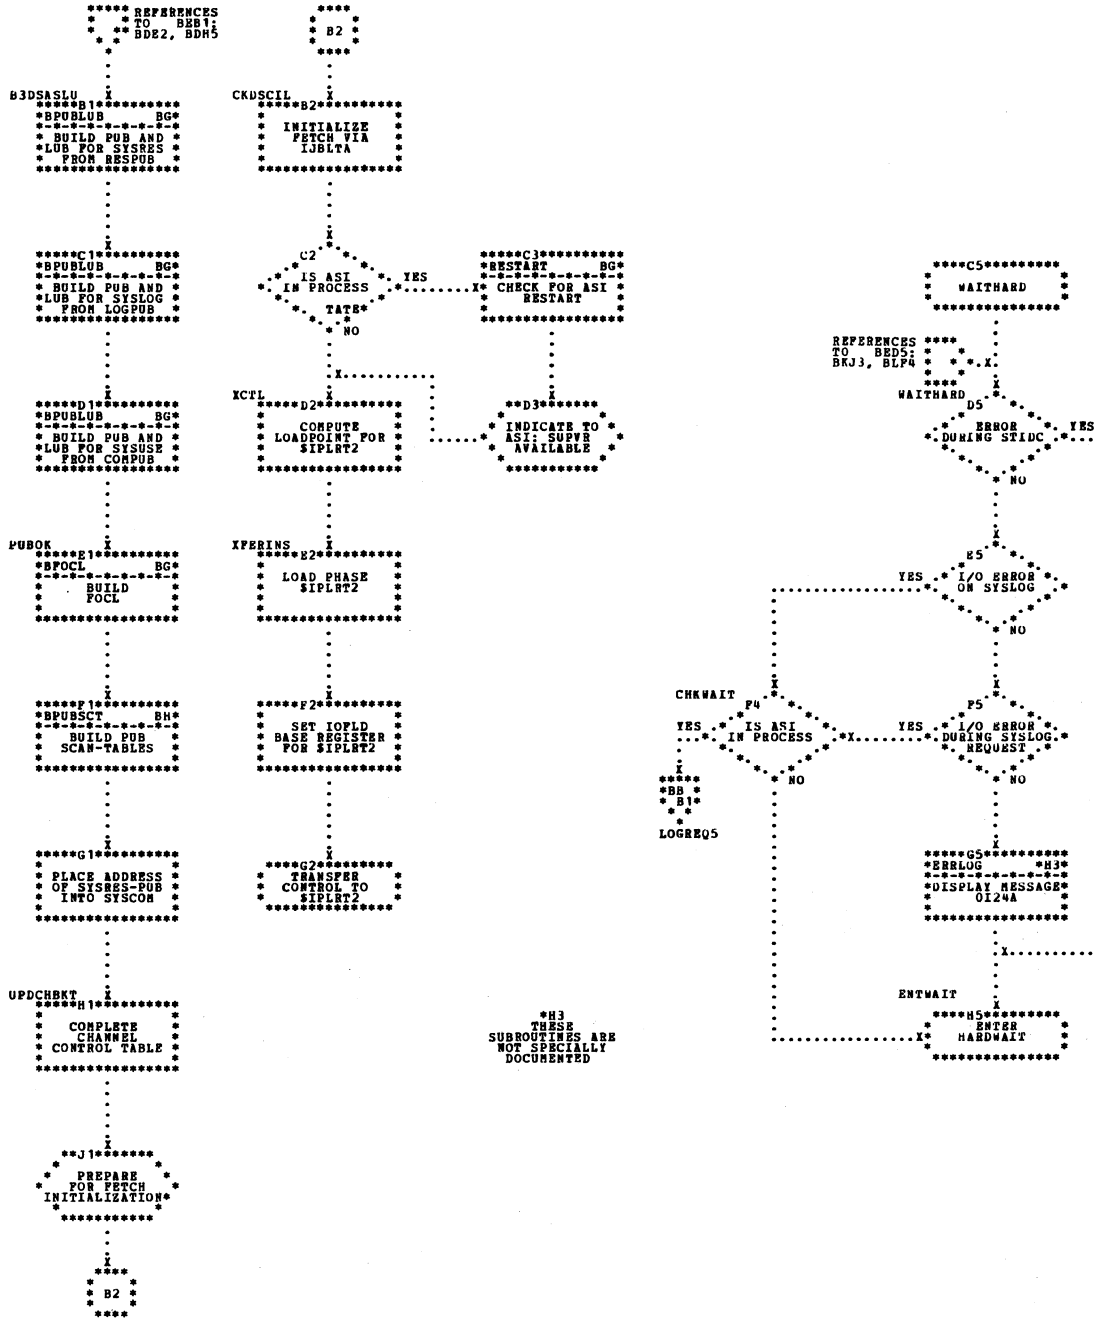 REFERENCES
TO BEB1:
BDE2, BDH5
B3DSASLU
B1
BPUBLUB BG
BUILD PUB AND
LUB FOR SYSRES
FROM RESPUB
C1
BPUBLUB BG
BUILD PUB AND
LUB FOR SYSLOG
FROM LOGPUB
D1
BPUBLUB BG
BUILD PUB AND
LUB FOR SYSUSE
FROM COMPUB
PUBOK
E1
BFOCL BG
BUILD
FOCL
F1
BPUBSCT BH
BUILD PUB
SCAN-TABLES
G1
PLACE ADDRESS
OF SYSRES-PUB
INTO SYSCOM
UPDCHBKT
H1
COMPLETE
CHANNEL
CONTROL TABLE
J1
PREPARE
FOR FETCH
INITIALIZATION
B2
B2
CKDSCIL
B2
INITIALIZE
FETCH VIA
IJBLTA
C2
IS ASI
IN PROCESS
TATE
YES
NO
XCTL
D2
COMPUTE
LOADPOINT FOR
$IPLRT2
XFERINS
E2
LOAD PHASE
$IPLRT2
F2
SET IOFLD
BASE REGISTER
FOR $IPLRT2
G2
TRANSFER
CONTROL TO
$IPLRT2
C3
RESTART BG
CHECK FOR ASI
RESTART
D3
INDICATE TO
ASI: SUPVR
AVAILABLE
*H3
THESE
SUBROUTINES ARE
NOT SPECIALLY
DOCUMENTED
C5
WAITHARD
REFERENCES
TO BED5:
BKJ3, BLF4
WAITHARD
D5
ERROR
DURING STIDC
YES
NO
E5
I/O ERROR
ON SYSLOG
YES
NO
CHKWAIT
F4
IS ASI
IN PROCESS
YES
NO
BB
B1
LOGREQ5
F5
I/O ERROR
DURING SYSLOG
REQUEST
YES
NO
G5
ERRLOG *H3
DISPLAY MESSAGE
0I24A
ENTWAIT
H5
ENTER
HARDWAIT